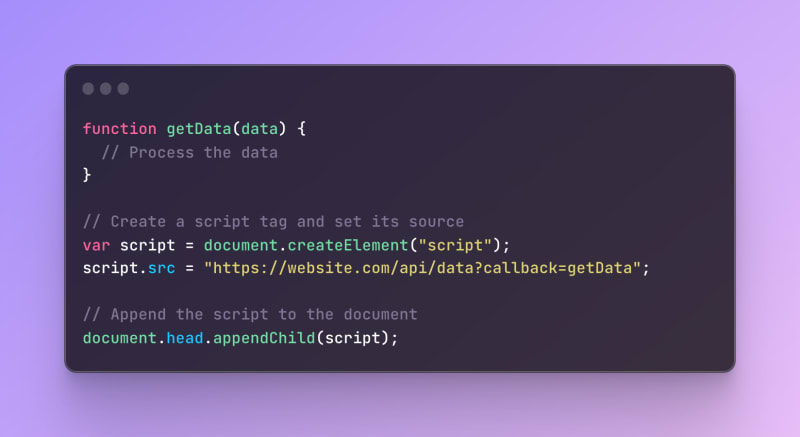 function getData(data) {
  // Process the data
}
// Create a script tag and set its source
var script = document.createElement("script");
script.src = "https://website.com/api/data?callback=getData";
// Append the script to the document
document.head.appendChild(script);